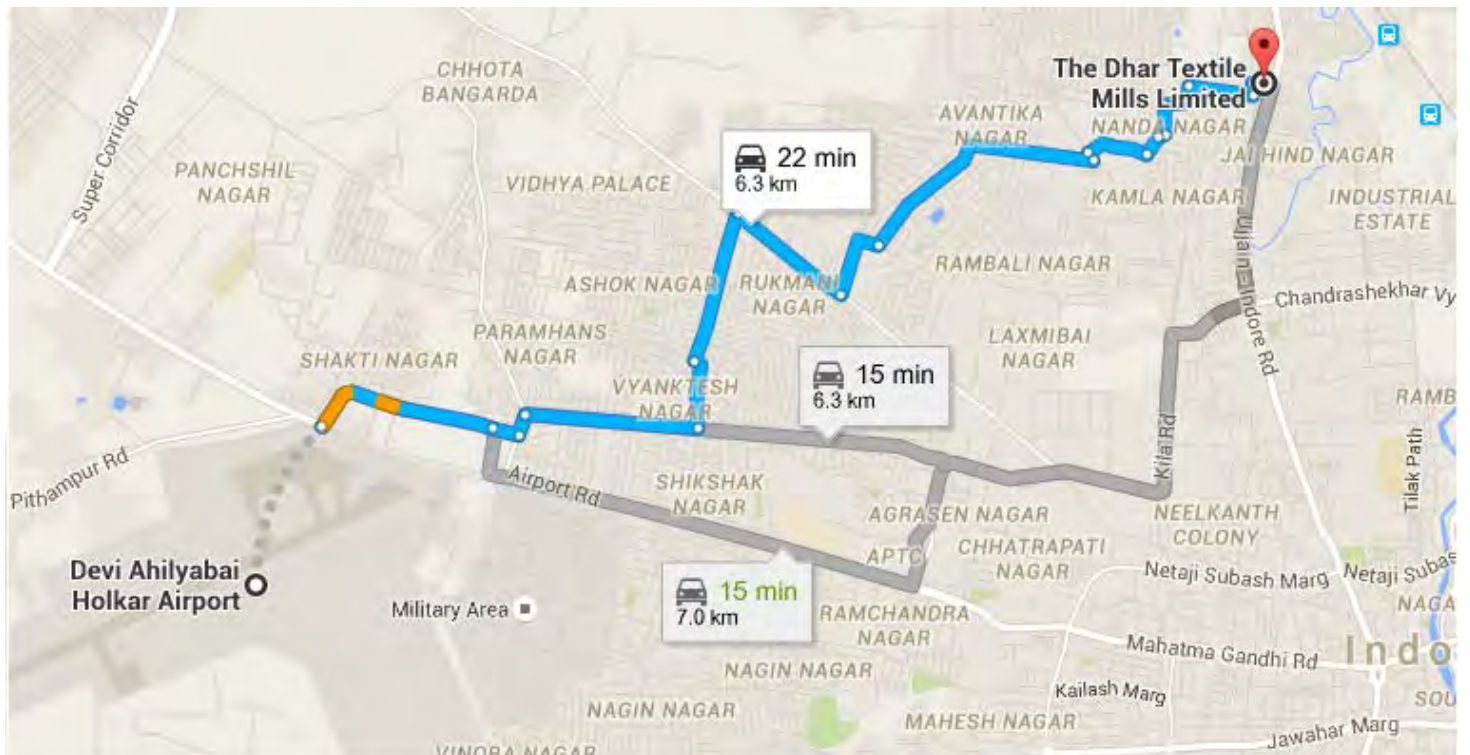 CHHOTA
BANGARDA
The Dhar Textile
Mills Limited
AVANTIKA
NAGAR
NANDA NAGAR
Super Corridor
PANCHSHIL
NAGAR
VIDHYA PALACE
22 min
6.3 km
JAI HIND NAGAR
KAMLA NAGAR
INDUSTRIAL
ESTATE
Ujjain - Indore Rd
ASHOK NAGAR
RUKMANI
NAGAR
RAMBALI NAGAR
Chandrashekhar Vy
PARAMHANS
NAGAR
LAXMIBAI
NAGAR
SHAKTI NAGAR
15 min
6.3 km
VYANKTESH
NAGAR
RAMB
Kila Rd
Tilak Path
Pithampur Rd
Airport Rd
SHIKSHAK
NAGAR
AGRASEN NAGAR
NEELKANTH
COLONY
APTC
CHHATRAPATI
NAGAR
Devi Ahilyabai
Holkar Airport
Netaji Subash Marg
Netaji Subas
Military Area
15 min
7.0 km
RAMCHANDRA
NAGAR
NAGA
Mahatma Gandhi Rd
Indo
NAGIN NAGAR
Kailash Marg
SOU
NAGIN NAGAR
MAHESH NAGAR
Jawahar Marg
VINOBA NAGAR